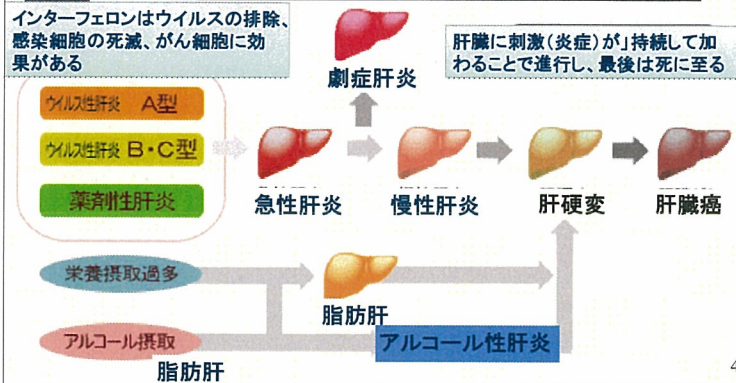 インターフェロンはウイルスの排除、
感染細胞の死滅、がん細胞に効
果がある
肝臓に刺激(炎症)が」持続して加
わることで進行し、最後は死に至る
劇症肝炎
ウイルス性肝炎 A型
ウイルス性肝炎 B・C型
薬剤性肝炎
急性肝炎
慢性肝炎
肝硬変
肝臓癌
栄養摂取過多
脂肪肝
アルコール摂取
アルコール性肝炎
脂肪肝
4